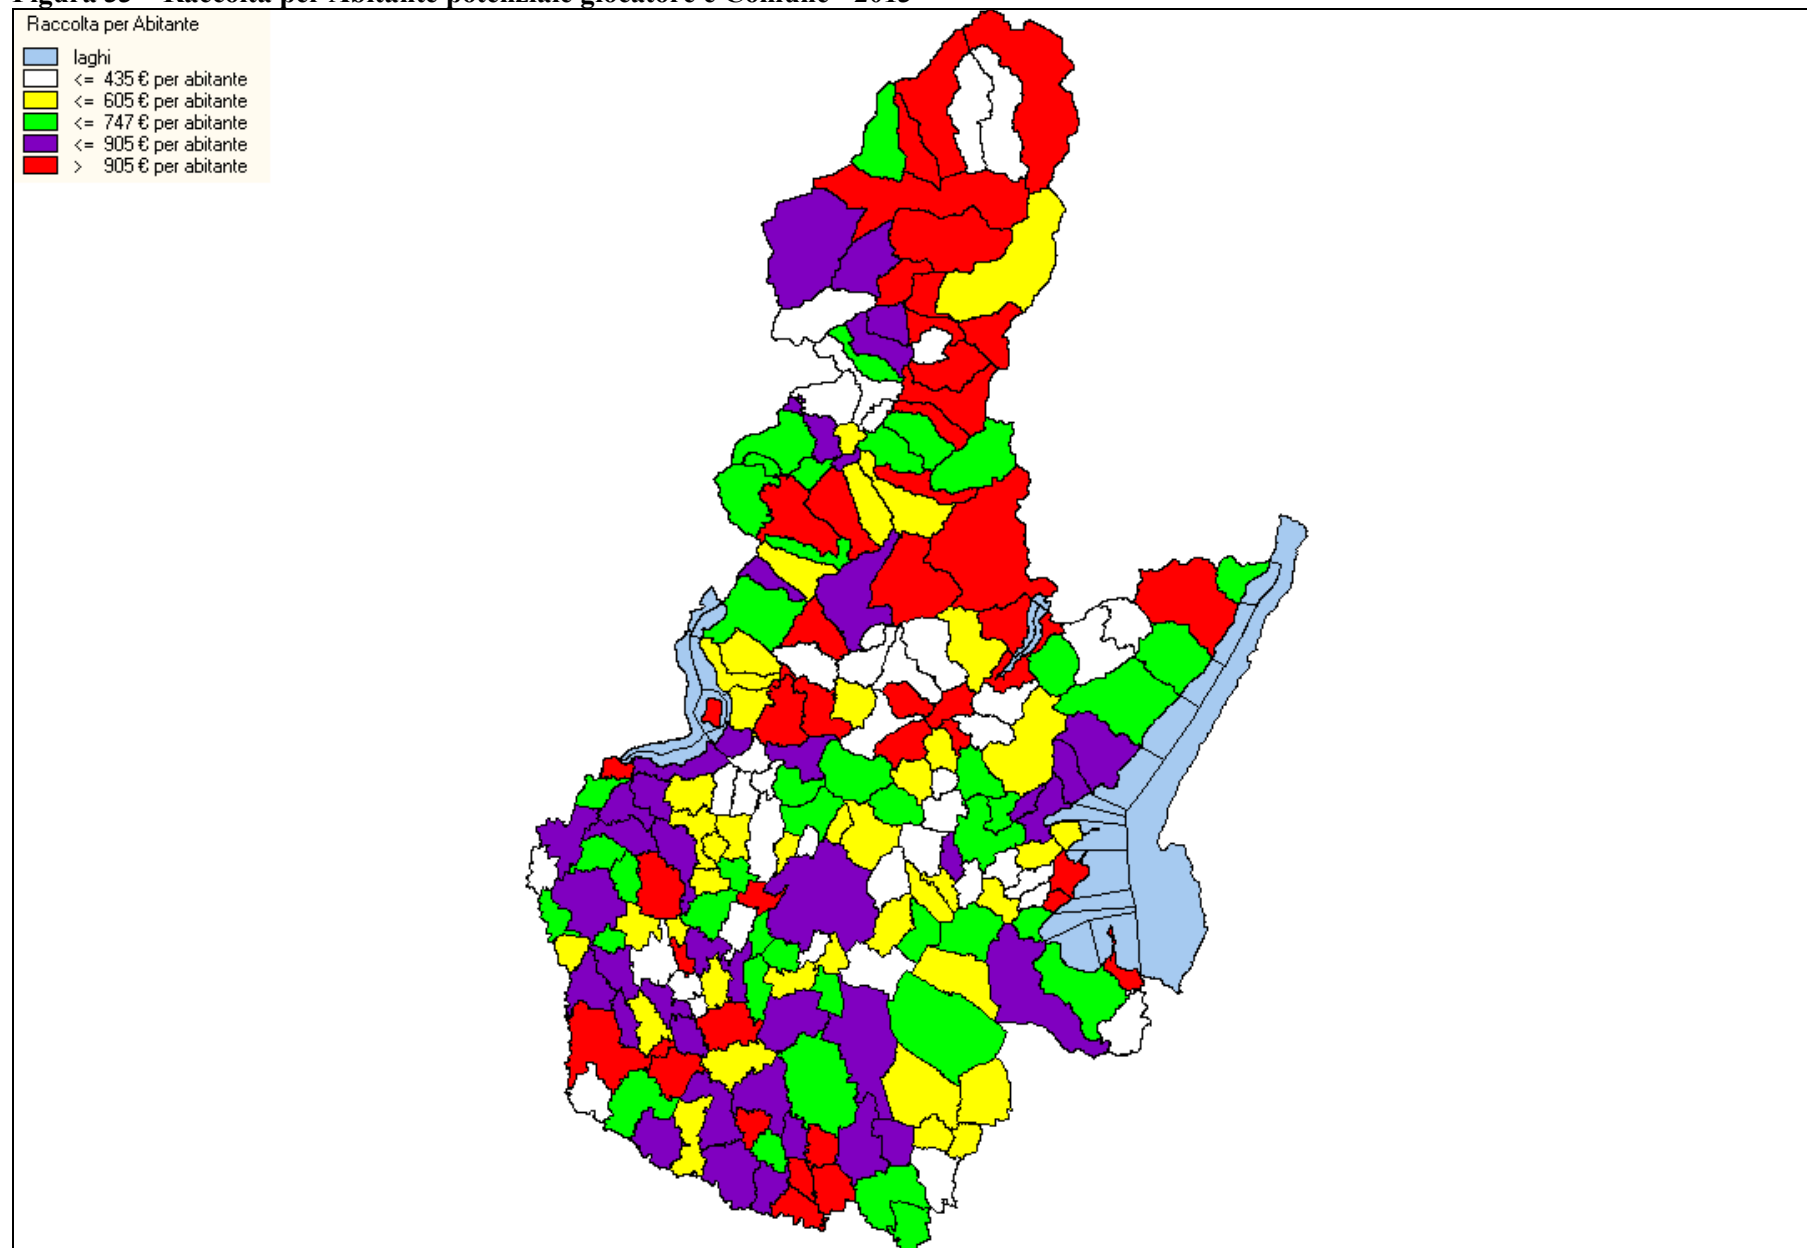 Raccolta per Abitante
laghi
<= 435 € per abitante
<= 605 € per abitante
<= 747 € per abitante
<= 905 € per abitante
> 905 € per abitante